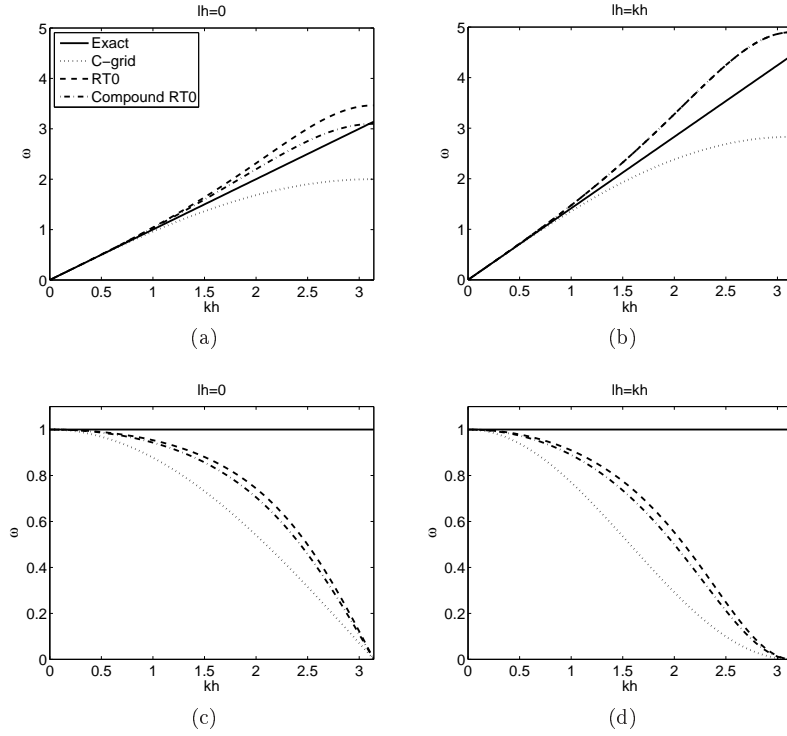 lh=0
5
4
3
2
1
0
ω
Exact
C-grid
RT0
Compound RT0
0 0.5 1 1.5 2 2.5 3
kh
(a)
lh=kh
5
4
3
2
1
0
ω
0 0.5 1 1.5 2 2.5 3
kh
(b)
lh=0
1
0.8
0.6
0.4
0.2
0
ω
0 0.5 1 1.5 2 2.5 3
kh
(c)
lh=kh
1
0.8
0.6
0.4
0.2
0
ω
0 0.5 1 1.5 2 2.5 3
kh
(d)